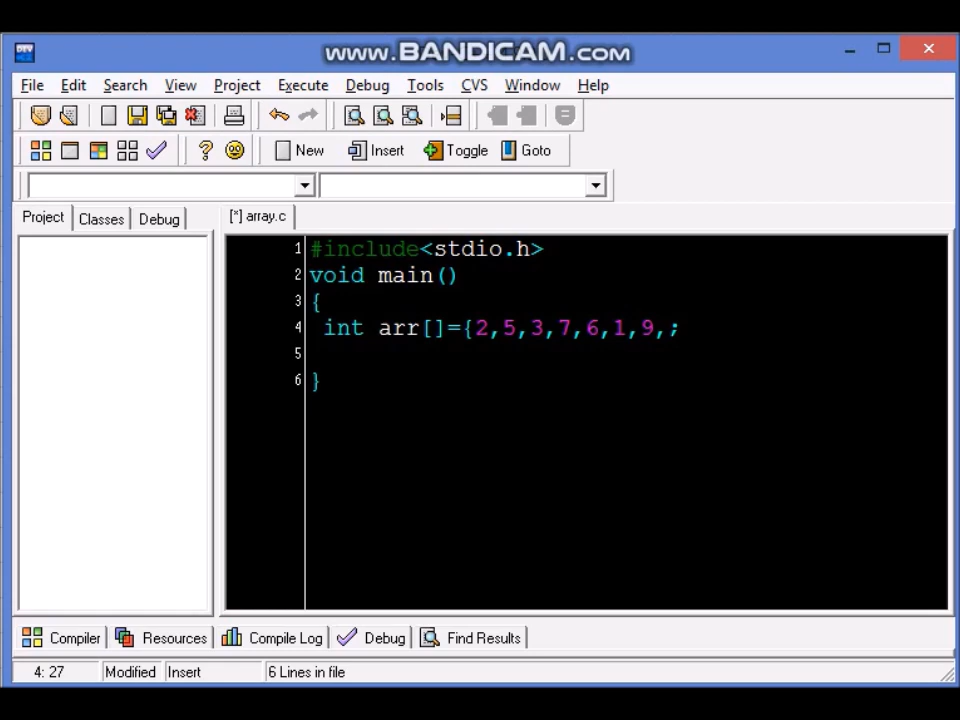 www.BANDICAM.com
DEV
File Edit Search View Project Execute Debug Tools CVS Window Help
New Insert Toggle Goto
Project Classes Debug
[*] array.c
1 #include<stdio.h>
2 void main()
3 {
4 int arr[]={2,5,3,7,6,1,9,;
5
6 }
Compiler Resources Compile Log Debug Find Results
4: 27 Modified Insert 6 Lines in file